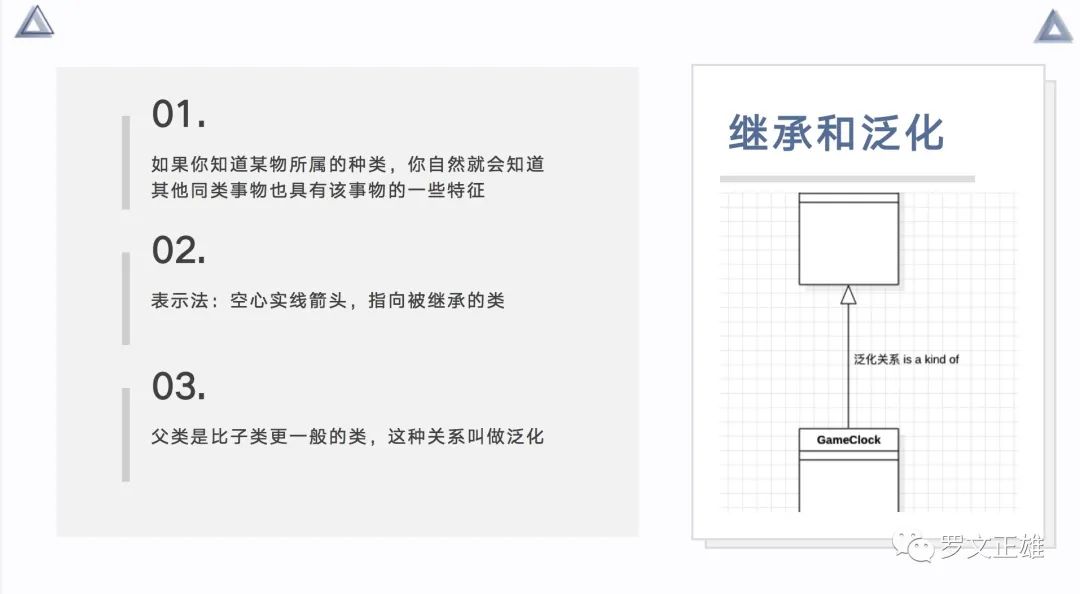 01.
如果你知道某物所属的种类，你自然就会知道
其他同类事物也具有该事物的一些特征
02.
表示法：空心实线箭头，指向被继承的类
03.
父类是比子类更一般的类，这种关系叫做泛化
继承和泛化
泛化关系 is a kind of
GameClock
罗文正雄